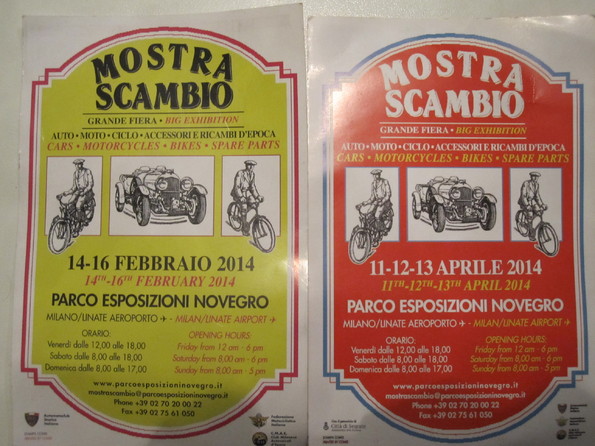 MOSTRA
SCAMBIO
GRANDE FIERA • BIG EXHIBITION
AUTO • MOTO • CICLO • ACCESSORI E RICAMBI D'EPOCA
CARS • MOTORCYCLES • BIKES • SPARE PARTS
14-16 FEBBRAIO 2014
14TH-16TH FEBRUARY 2014
PARCO ESPOSIZIONI NOVEGRO
MILANO/LINATE AEROPORTO ✈ - MILAN/LINATE AIRPORT ✈
ORARIO:
Venerdì dalle 12,00 alle 18,00
Sabato dalle 8,00 alle 18,00
Domenica dalle 8,00 alle 17,00
OPENING HOURS:
Friday from 12 am - 6 pm
Saturday from 8,00 am - 6 pm
Sunday from 8,00 am - 5 pm
www.parcoesposizioninovegro.it
mostrascambio@parcoesposizioninovegro.it
Phone +39 02 70 20 00 22
Fax +39 02 75 61 050
MOSTRA
SCAMBIO
GRANDE FIERA • BIG EXHIBITION
AUTO • MOTO • CICLO • ACCESSORI E RICAMBI D'EPOCA
CARS • MOTORCYCLES • BIKES • SPARE PARTS
11-12-13 APRILE 2014
11TH-12TH-13TH APRIL 2014
PARCO ESPOSIZIONI NOVEGRO
MILANO/LINATE AEROPORTO ✈ - MILAN/LINATE AIRPORT ✈
ORARIO:
Venerdì dalle 12,00 alle 18,00
Sabato dalle 8,00 alle 18,00
Domenica dalle 8,00 alle 17,00
OPENING HOURS:
Friday from 12 am - 6 pm
Saturday from 8,00 am - 6 pm
Sunday from 8,00 am - 5 pm
www.parcoesposizioninovegro.it
mostrascambio@parcoesposizioninovegro.it
Phone +39 02 70 20 00 22
Fax +39 02 75 61 050